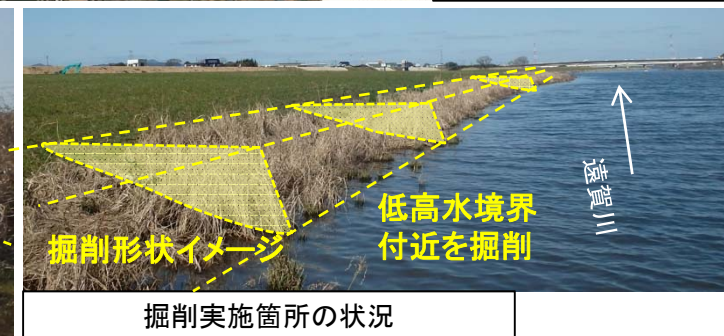 遠賀川
低高水境界
付近を掘削
掘削形状イメージ
掘削実施箇所の状況